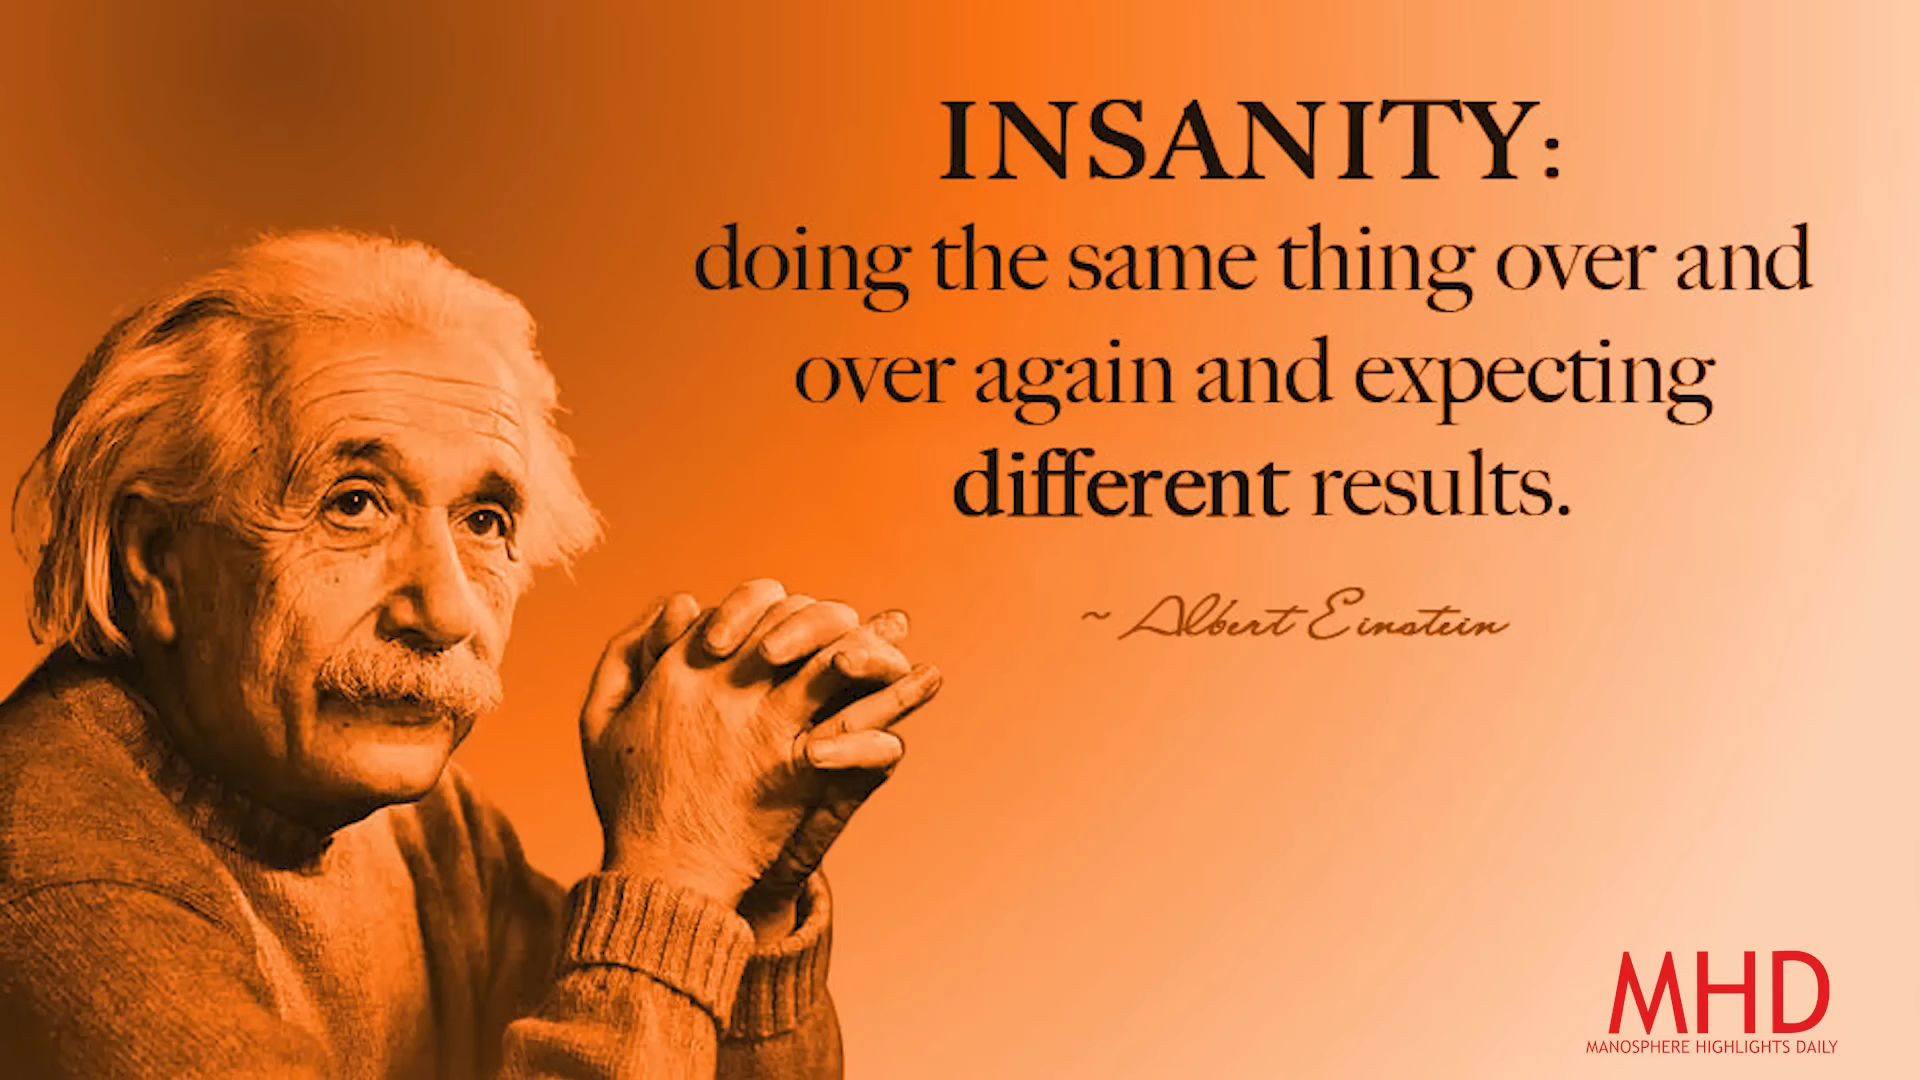 INSANITY:
doing the same thing over and
over again and expecting
different results.
~ Albert Einstein
MHD
MANOSPHERE HIGHLIGHTS DAILY